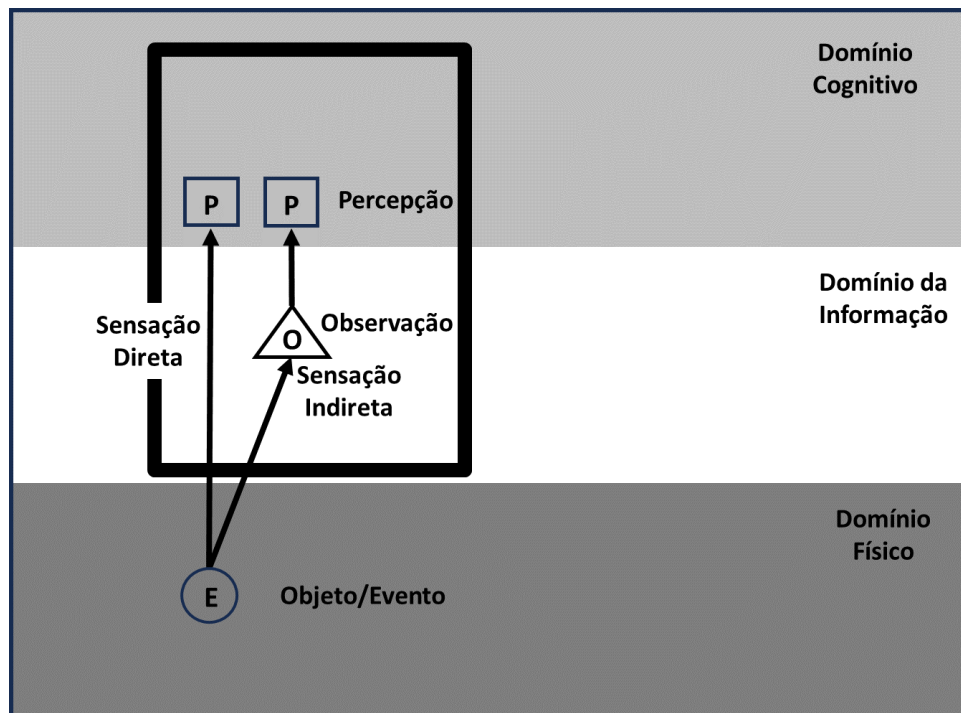 Domínio
Cognitivo
P
P
Percepção
Domínio da
Informação
Sensação
Direta
Observação
O
Sensação
Indireta
Domínio
Físico
E
Objeto/Evento